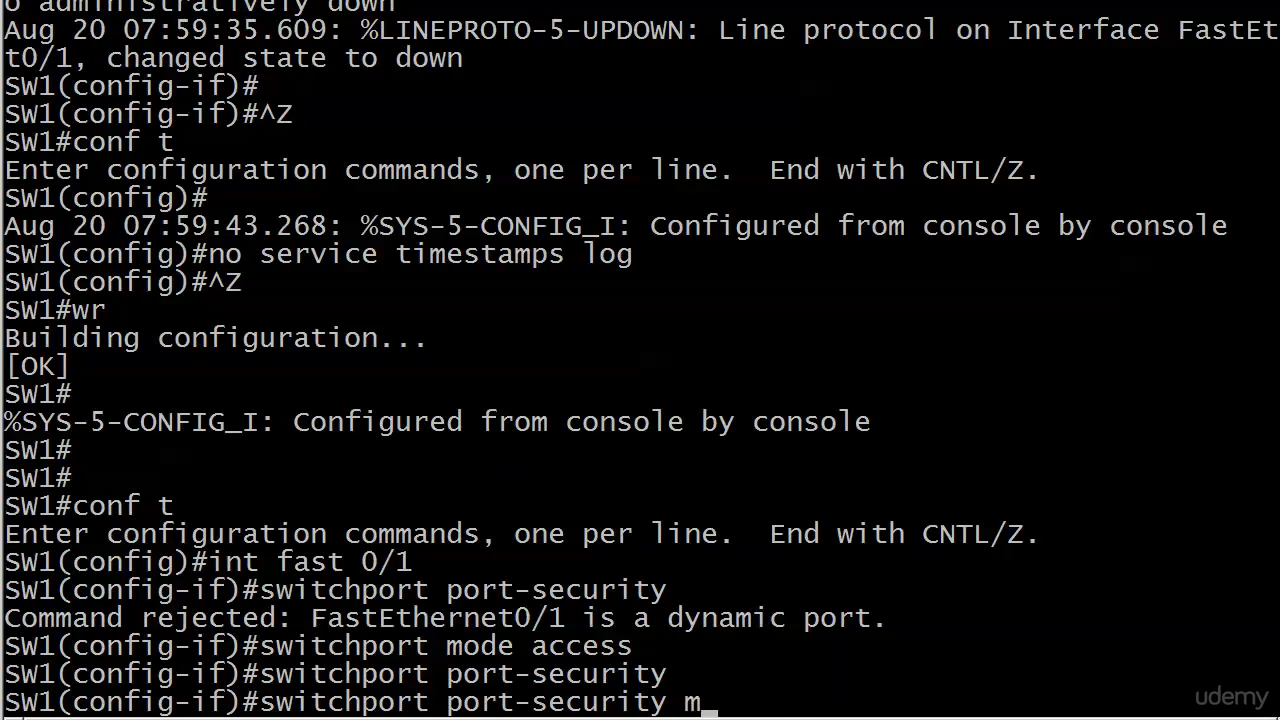 o administratively down
Aug 20 07:59:35.609: %LINEPROTO-5-UPDOWN: Line protocol on Interface FastEt
t0/1, changed state to down
SW1(config-if)#
SW1(config-if)#^Z
SW1#conf t
Enter configuration commands, one per line.  End with CNTL/Z.
SW1(config)#
Aug 20 07:59:43.268: %SYS-5-CONFIG_I: Configured from console by console
SW1(config)#no service timestamps log
SW1(config)#^Z
SW1#wr
Building configuration...
[OK]
SW1#
%SYS-5-CONFIG_I: Configured from console by console
SW1#
SW1#
SW1#conf t
Enter configuration commands, one per line.  End with CNTL/Z.
SW1(config)#int fast 0/1
SW1(config-if)#switchport port-security
Command rejected: FastEthernet0/1 is a dynamic port.
SW1(config-if)#switchport mode access
SW1(config-if)#switchport port-security
SW1(config-if)#switchport port-security m_
udemy